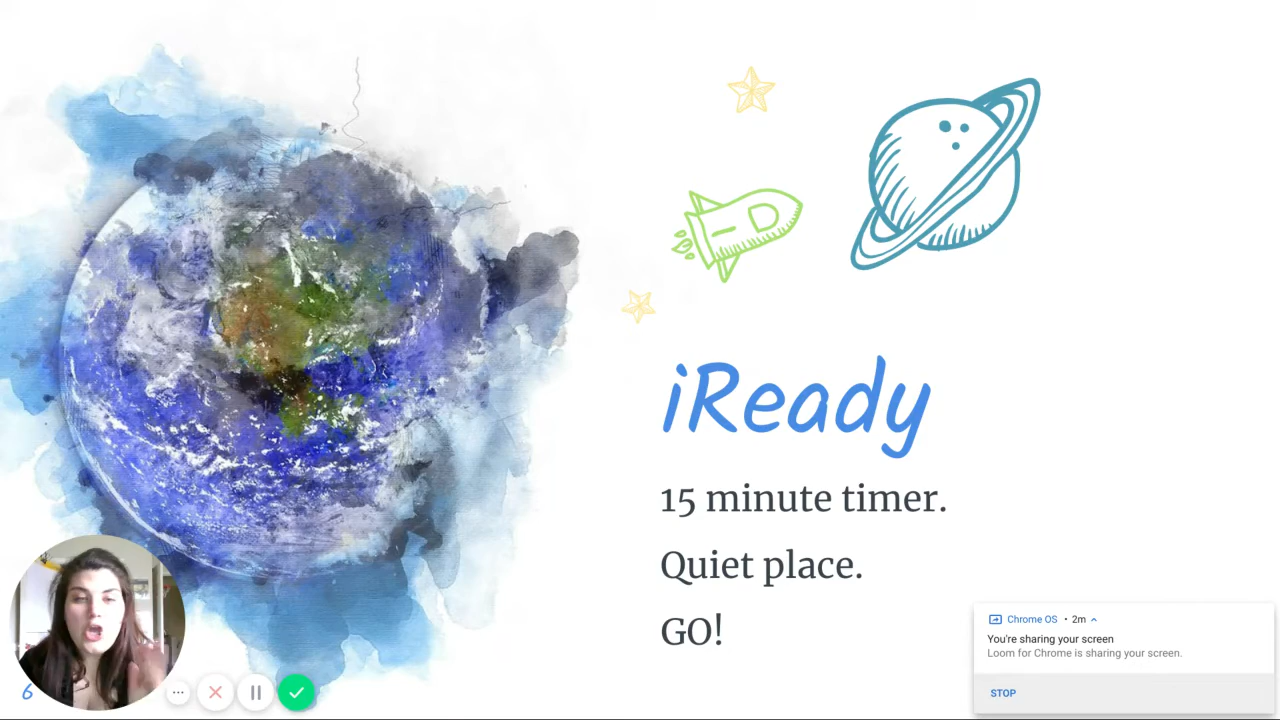 iReady
15 minute timer.
Quiet place.
GO!
6
Chrome OS • 2m
You're sharing your screen
Loom for Chrome is sharing your screen.
STOP